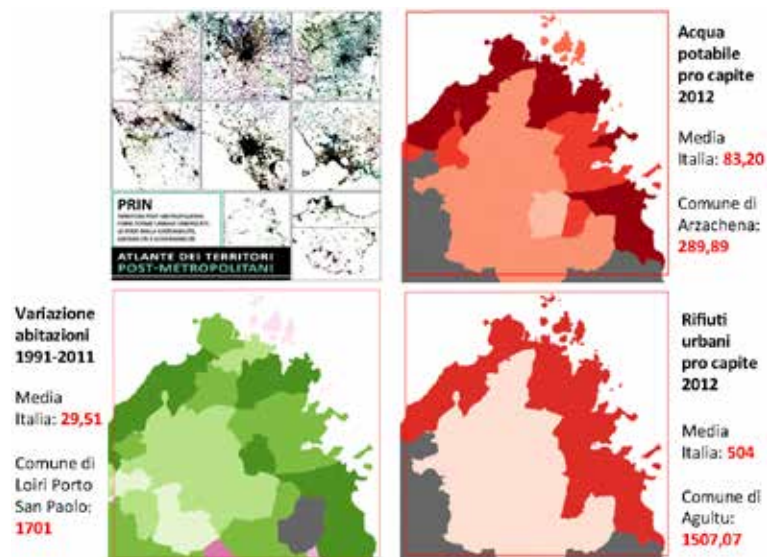 PRIN
ATLANTE DEI TERRITORI
POST-METROPOLITANI
Acqua
potabile
pro capite
2012
Media
Italia: 83,20
Comune di
Arzachena:
289,89
Variazione
abitazioni
1991-2011
Media
Italia: 29,51
Comune di
Loiri Porto
San Paolo:
1701
Rifiuti
urbani
pro capite
2012
Media
Italia: 504
Comune di
1507,07